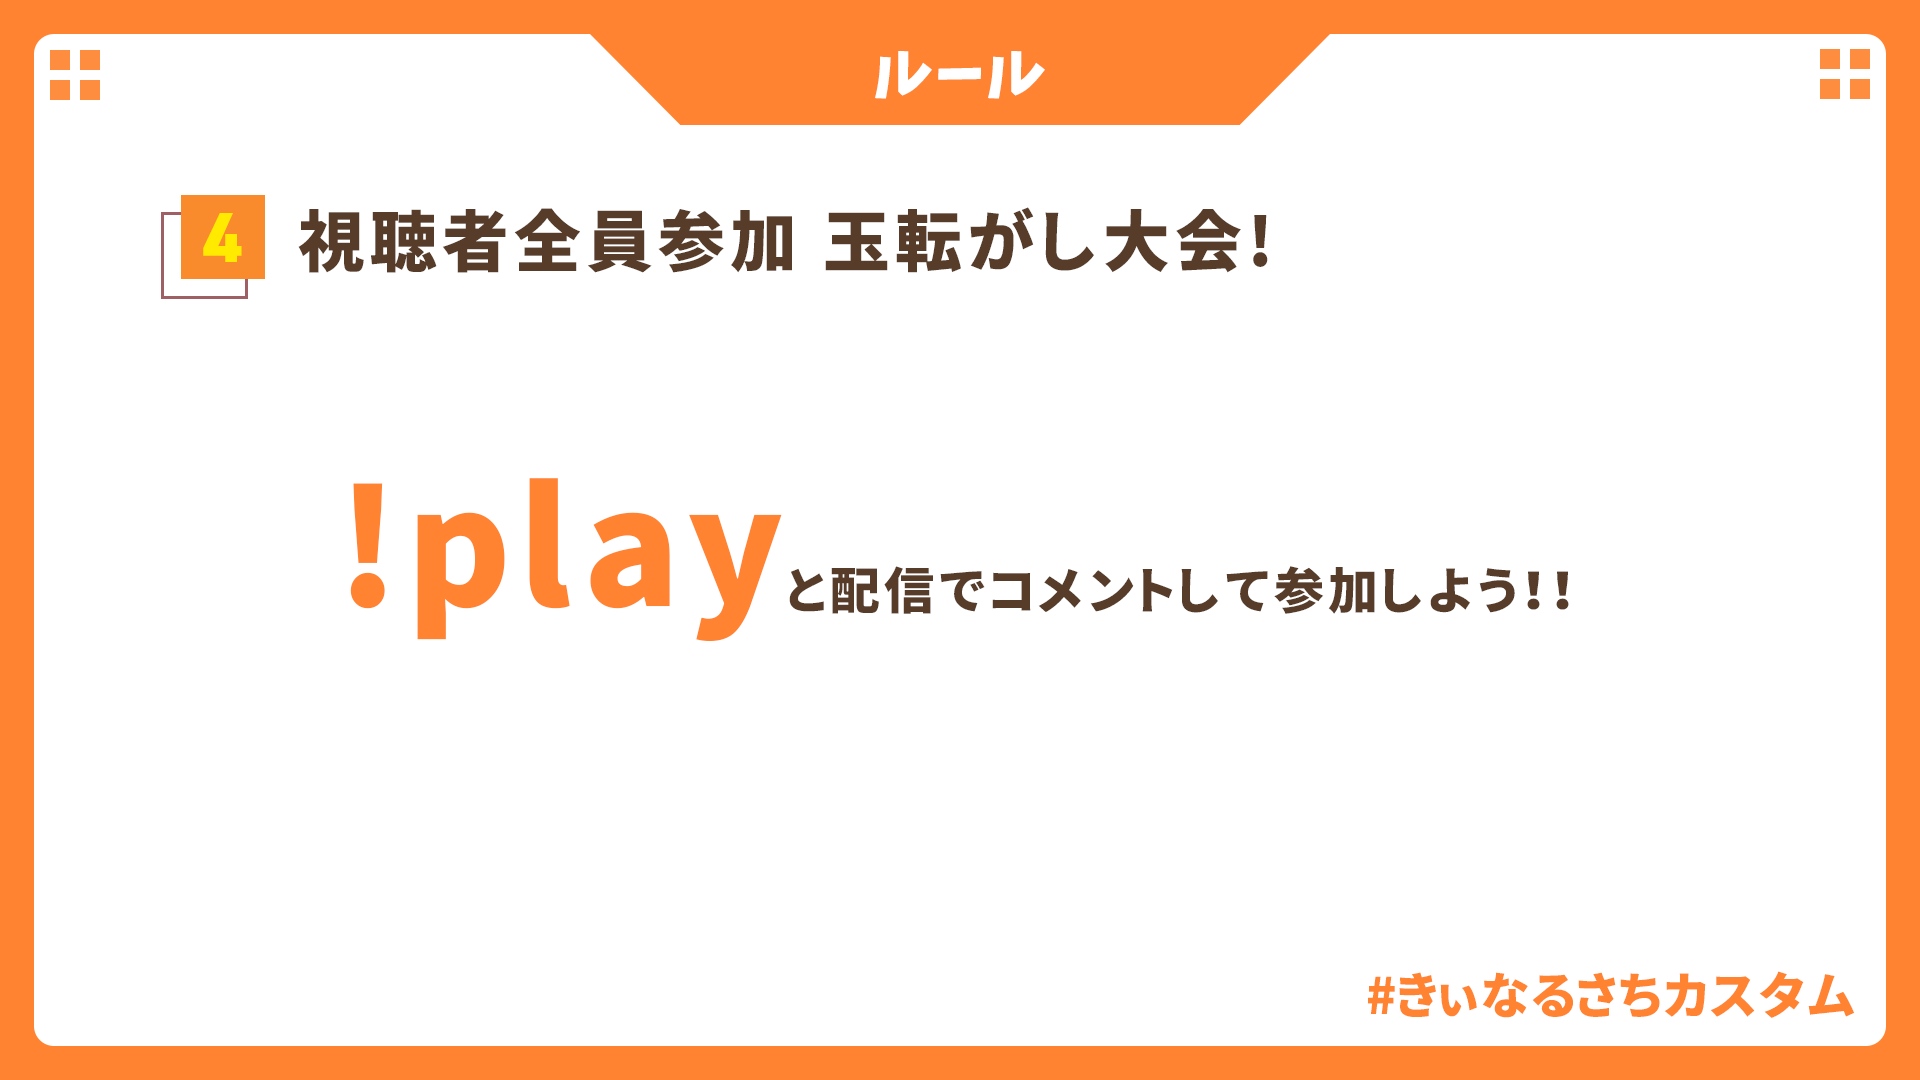 ルール
4 視聴者全員参加 玉転がし大会!
!playと配信でコメントして参加しよう!!
#きぃなるさちカスタム